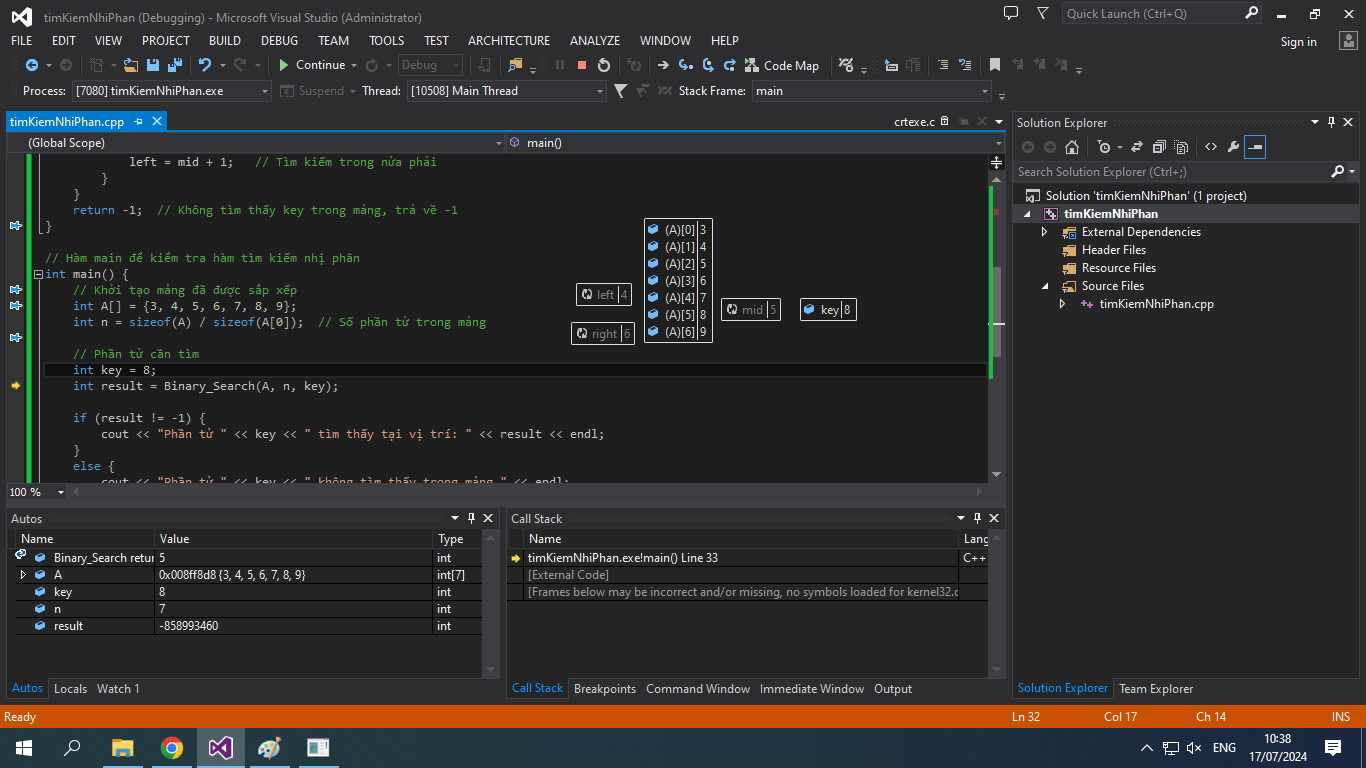 timKiemNhiPhan (Debugging) - Microsoft Visual Studio (Administrator)
Quick Launch (Ctrl+Q)
FILE EDIT VIEW PROJECT BUILD DEBUG TEAM TOOLS TEST ARCHITECTURE ANALYZE WINDOW HELP
Sign in
Continue Debug Code Map
Process: [7080] timKiemNhiPhan.exe Suspend Thread: [10508] Main Thread Stack Frame: main
timKiemNhiPhan.cpp
crtexe.c
(Global Scope) main()
left = mid + 1; // Tìm kiếm trong nửa phải
}
}
return -1; // Không tìm thấy key trong mảng, trả về -1
}
// Hàm main để kiểm tra hàm tìm kiếm nhị phân
int main() {
// Khởi tạo mảng đã được sắp xếp
int A[] = {3, 4, 5, 6, 7, 8, 9};
int n = sizeof(A) / sizeof(A[0]); // Số phần tử trong mảng
// Phần tử cần tìm
int key = 8;
int result = Binary_Search(A, n, key);
if (result != -1) {
cout << "Phần tử " << key << " tìm thấy tại vị trí: " << result << endl;
}
else {
cout << "Phần tử " << key << " không tìm thấy trong mảng." << endl;
left 4
right 6
(A)[0] 3
(A)[1] 4
(A)[2] 5
(A)[3] 6
(A)[4] 7
(A)[5] 8
(A)[6] 9
mid 5
key 8
100 %
Autos
Name Value Type
Binary_Search retur 5 int
A 0x008ff8d8 {3, 4, 5, 6, 7, 8, 9} int[7]
key 8 int
n 7 int
result -858993460 int
Autos Locals Watch 1
Call Stack
Name Lang
timKiemNhiPhan.exe!main() Line 33 C++
[External Code]
[Frames below may be incorrect and/or missing, no symbols loaded for kernel32.d
Call Stack Breakpoints Command Window Immediate Window Output
Solution Explorer
Search Solution Explorer (Ctrl+;)
Solution 'timKiemNhiPhan' (1 project)
timKiemNhiPhan
External Dependencies
Header Files
Resource Files
Source Files
timKiemNhiPhan.cpp
Solution Explorer Team Explorer
Ready Ln 32 Col 17 Ch 14 INS
ENG
10:38
17/07/2024